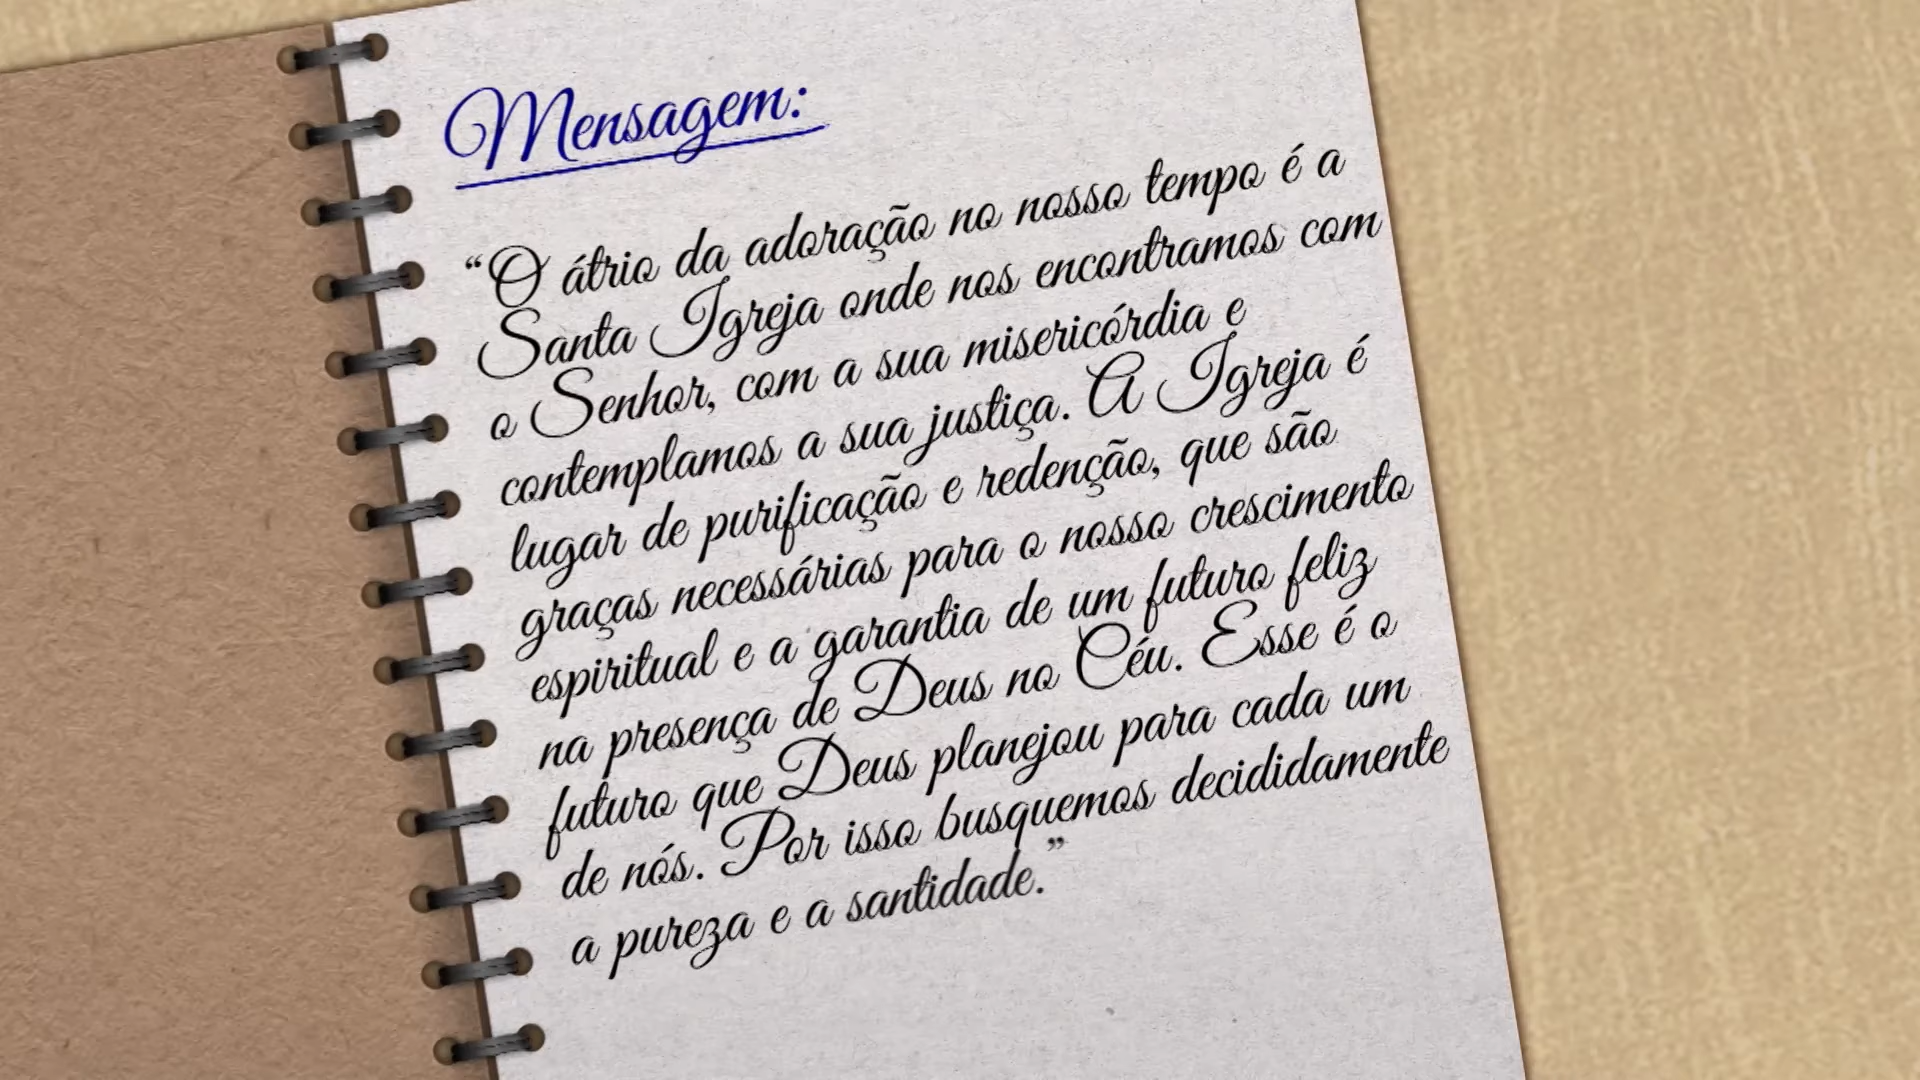 Mensagem:
“O átrio da adoração no nosso tempo é a
Santa Igreja onde nos encontramos com
o Senhor, com a sua misericórdia e
contemplamos a sua justiça. A Igreja é
lugar de purificação e redenção, que são
graças necessárias para o nosso crescimento
espiritual e a garantia de um futuro feliz
na presença de Deus no Céu. Esse é o
futuro que Deus planejou para cada um
de nós. Por isso busquemos decididamente
a pureza e a santidade.”